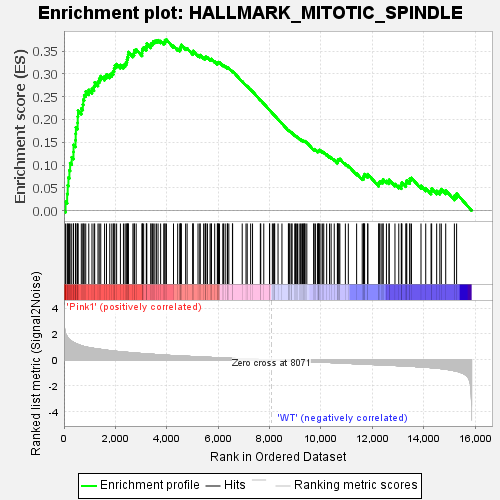 Enrichment plot: HALLMARK_MITOTIC_SPINDLE
Enrichment score (ES)
0.35
0.30
0.25
0.20
0.15
0.10
0.05
0.00
Ranked list metric (Signal2Noise)
'Pink1' (positively correlated)
4
2
0
-2
-4
Zero cross at 8071
'WT' (negatively correlated)
0 2,000 4,000 6,000 8,000 10,000 12,000 14,000 16,000
Rank in Ordered Dataset
Enrichment profile Hits Ranking metric scores